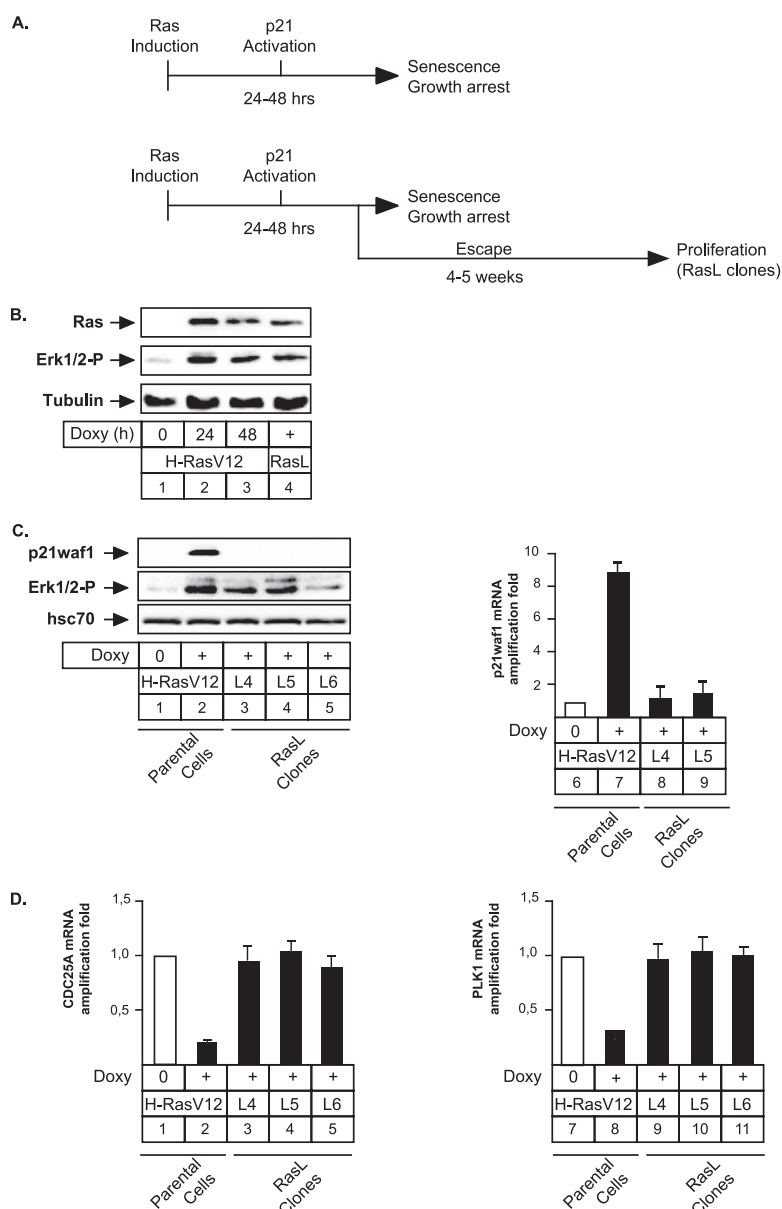 A.
Ras
Induction
p21
Activation
24-48 hrs
Senescence
Growth arrest
Ras
Induction
p21
Activation
24-48 hrs
Senescence
Growth arrest
Escape
4-5 weeks
Proliferation
(RasL clones)
B.
Ras
Erk1/2-P
Tubulin
Doxy (h) 0 24 48 +
H-RasV12 RasL
1 2 3 4
C.
p21waf1
Erk1/2-P
hsc70
Doxy 0 + + + +
H-RasV12 L4 L5 L6
1 2 3 4 5
Parental
Cells
RasL
Clones
p21waf1 mRNA
amplification fold
10
8
6
4
2
Doxy 0 + + +
H-RasV12 L4 L5
6 7 8 9
Parental
Cells
RasL
Clones
D.
CDC25A mRNA
amplification fold
1,5
1,0
0,5
Doxy 0 + + + +
H-RasV12 L4 L5 L6
1 2 3 4 5
Parental
Cells
RasL
Clones
PLK1 mRNA
amplification fold
1,5
1,0
0,5
Doxy 0 + + + +
H-RasV12 L4 L5 L6
7 8 9 10 11
Parental
Cells
RasL
Clones